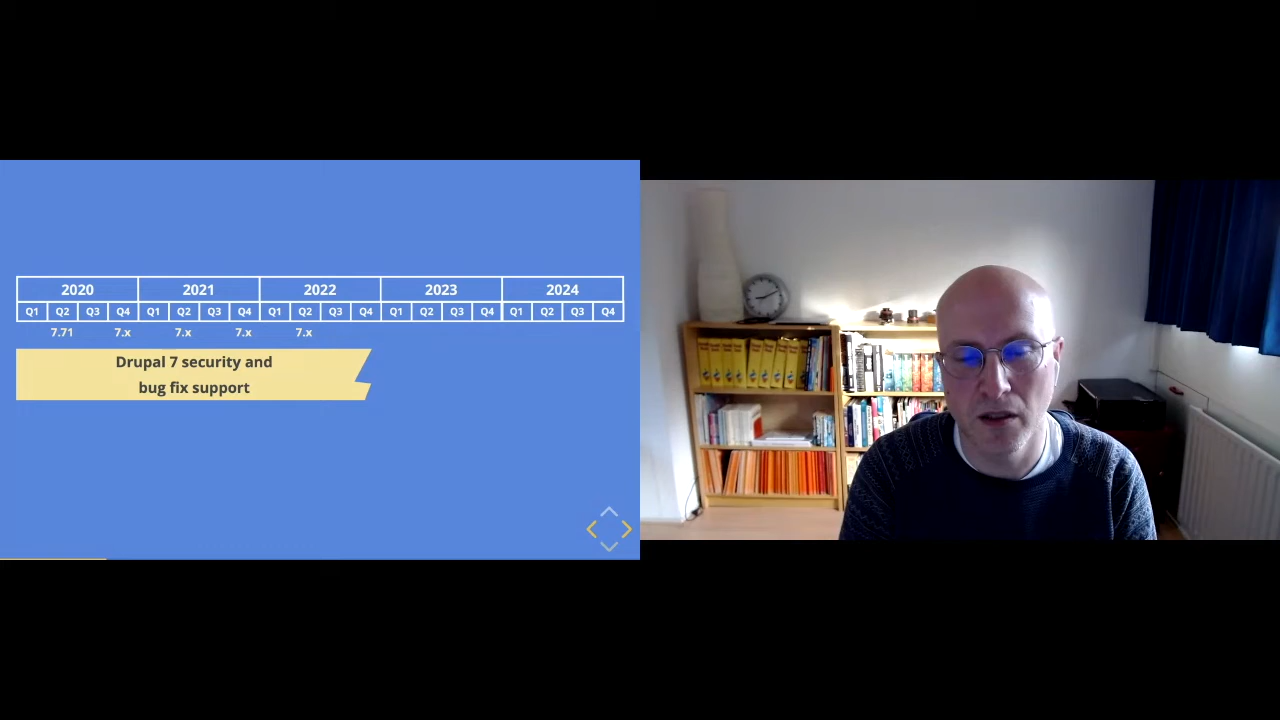 2020 2021 2022 2023 2024
Q1 Q2 Q3 Q4 Q1 Q2 Q3 Q4 Q1 Q2 Q3 Q4 Q1 Q2 Q3 Q4 Q1 Q2 Q3 Q4
7.71 7.x 7.x 7.x 7.x
Drupal 7 security and
bug fix support